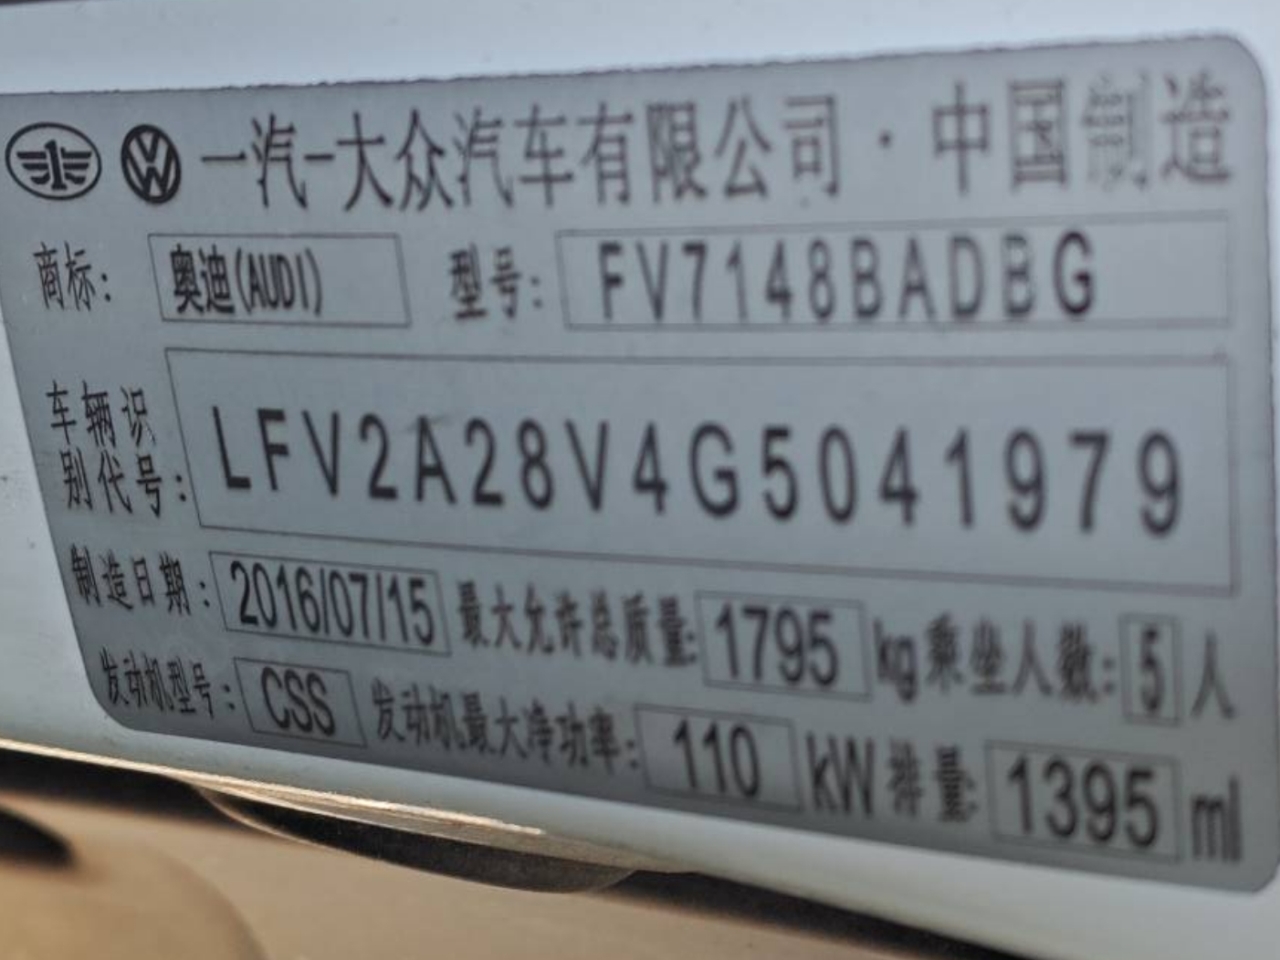 一汽-大众汽车有限公司·中国制造
商标: 奥迪(AUDI) 型号: FV7148BADBG
车辆识
别代号: LFV2A28V4G5041979
制造日期: 2016/07/15 最大允许总质量: 1795 kg 乘坐人数: 5 人
发动机型号: CSS 发动机最大净功率: 110 kW 排量: 1395 ml